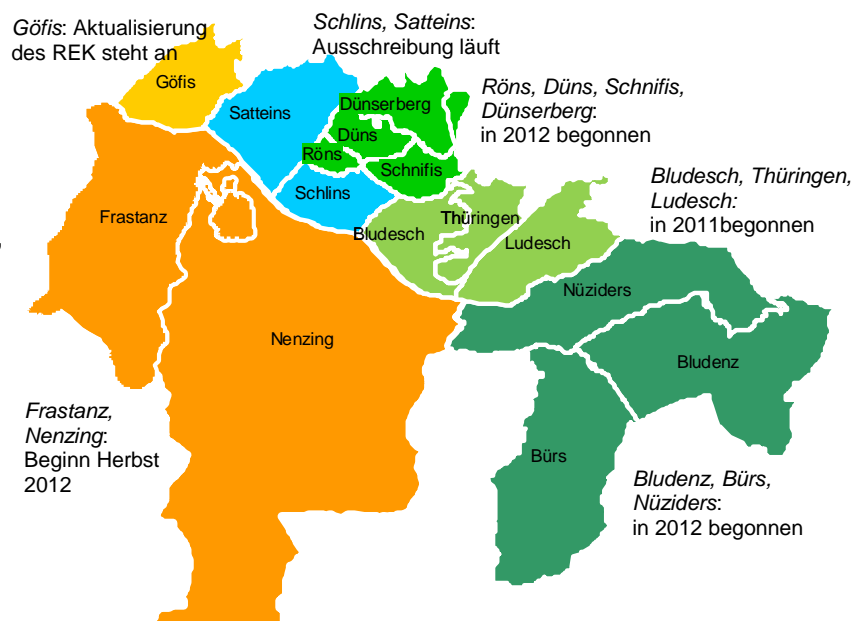 Göfis: Aktualisierung
des REK steht an
Schlins, Satteins:
Ausschreibung läuft
Röns, Düns, Schnifis,
Dünserberg:
in 2012 begonnen
Bludesch, Thüringen,
Ludesch:
in 2011begonnen
Göfis
Satteins
Dünserberg
Düns
Röns
Schnifis
Schlins
Frastanz
Bludesch
Thüringen
Ludesch
Nüziders
Nenzing
Bludenz
Bürs
Frastanz,
Nenzing:
Beginn Herbst
2012
Bludenz, Bürs,
Nüziders:
in 2012 begonnen